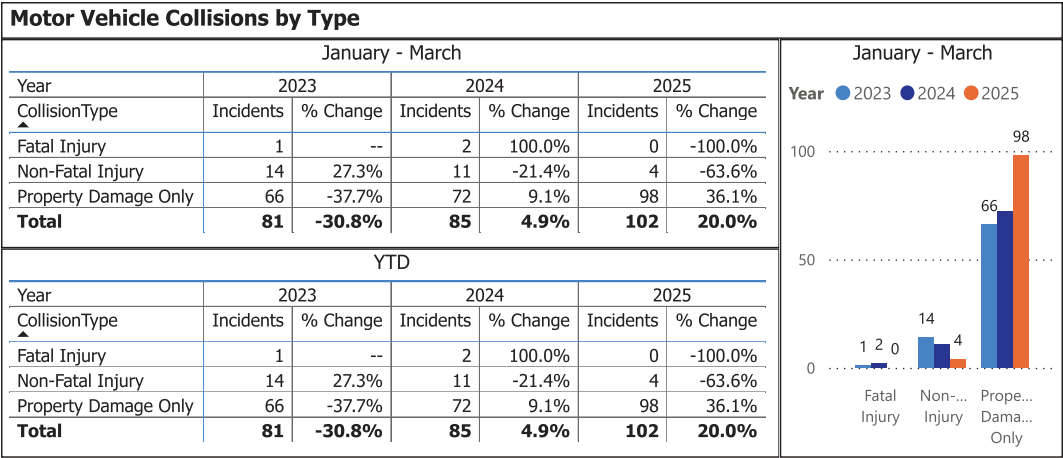 Motor Vehicle Collisions by Type
January - March
Year 2023 2024 2025
CollisionType Incidents % Change Incidents % Change Incidents % Change
Fatal Injury 1 -- 2 100.0% 0 -100.0%
Non-Fatal Injury 14 27.3% 11 -21.4% 4 -63.6%
Property Damage Only 66 -37.7% 72 9.1% 98 36.1%
Total 81 -30.8% 85 4.9% 102 20.0%
YTD
Year 2023 2024 2025
CollisionType Incidents % Change Incidents % Change Incidents % Change
Fatal Injury 1 -- 2 100.0% 0 -100.0%
Non-Fatal Injury 14 27.3% 11 -21.4% 4 -63.6%
Property Damage Only 66 -37.7% 72 9.1% 98 36.1%
Total 81 -30.8% 85 4.9% 102 20.0%
January - March
Year 2023 2024 2025
98
100
66
50
14
1 2 0 4
0
Fatal Non-... Prope ...
Injury Injury Dama...
Only